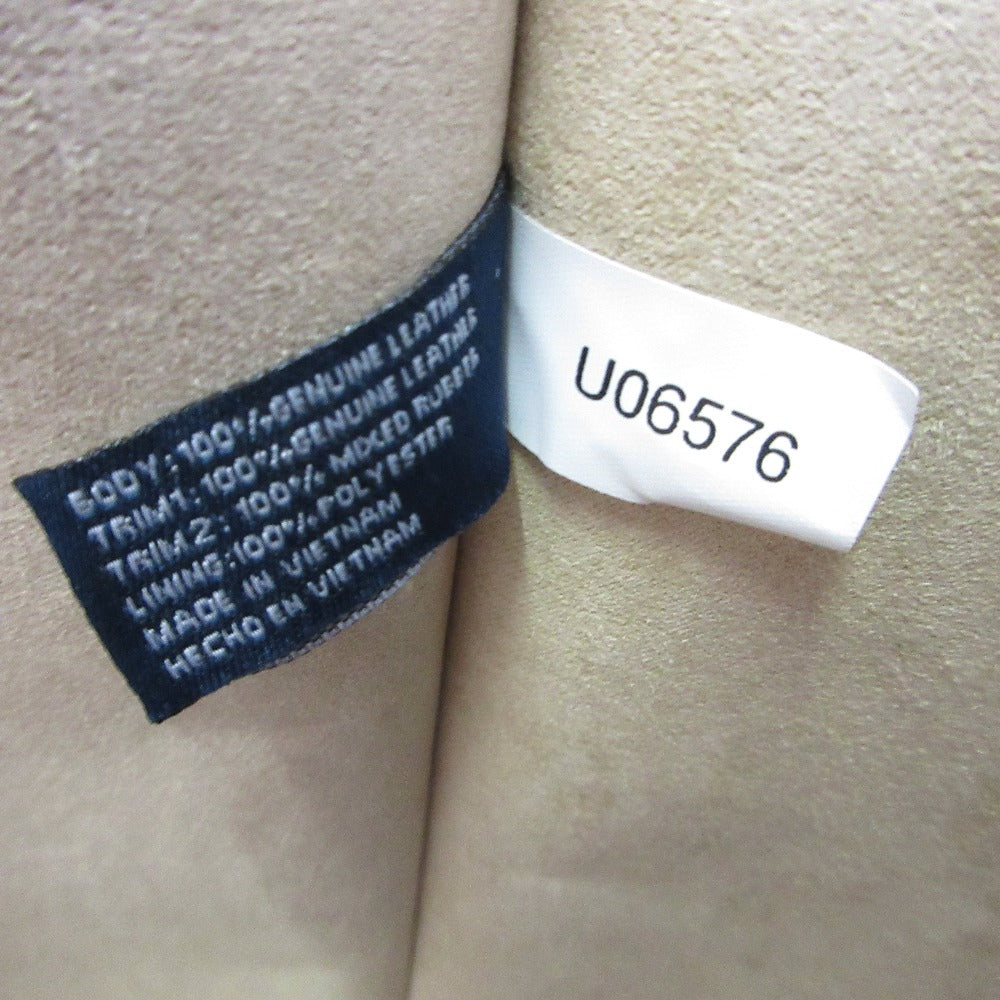 BODY:100%GENUINE LEATHER
TRIM1:100%GENUINE LEATHER
TRIM2:100% MIXED RUBBER
LINING:100%POLYESTER
MADE IN VIETNAM
HECHO EN VIETNAM
U06576